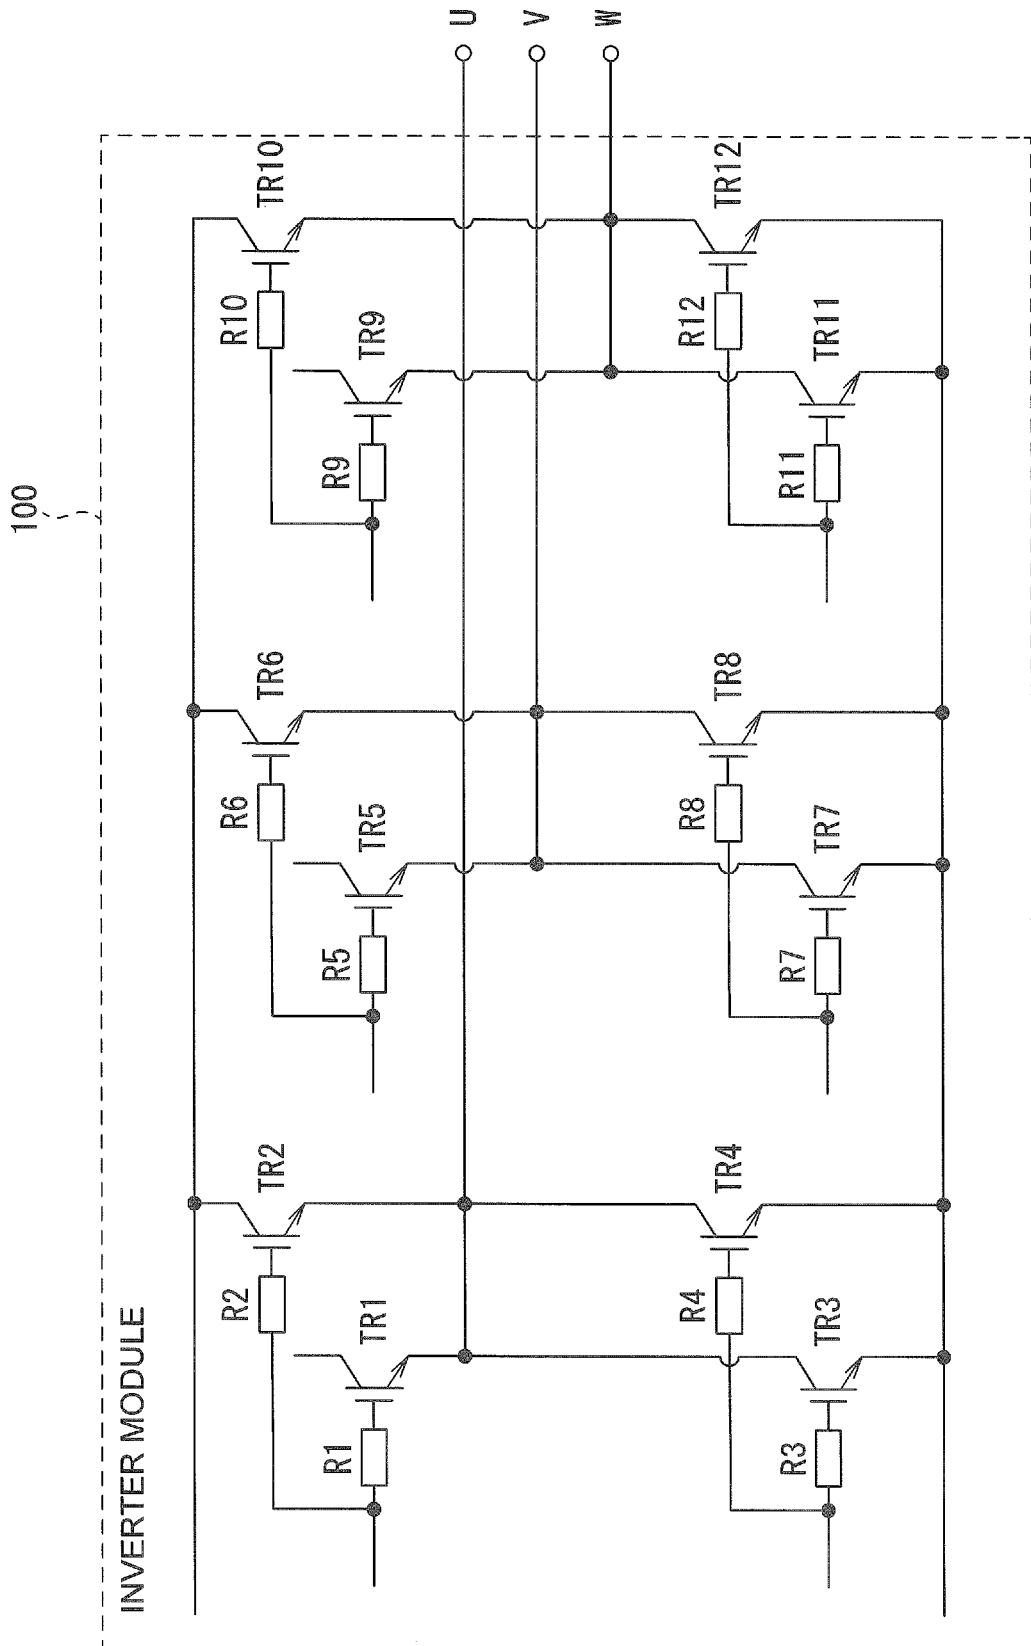 100
INVERTER MODULE
R1
TR1
R2
TR2
R3
TR3
R4
TR4
R5
TR5
R6
TR6
R7
TR7
R8
TR8
R9
TR9
R10
TR10
R11
TR11
R12
TR12
U
V
W